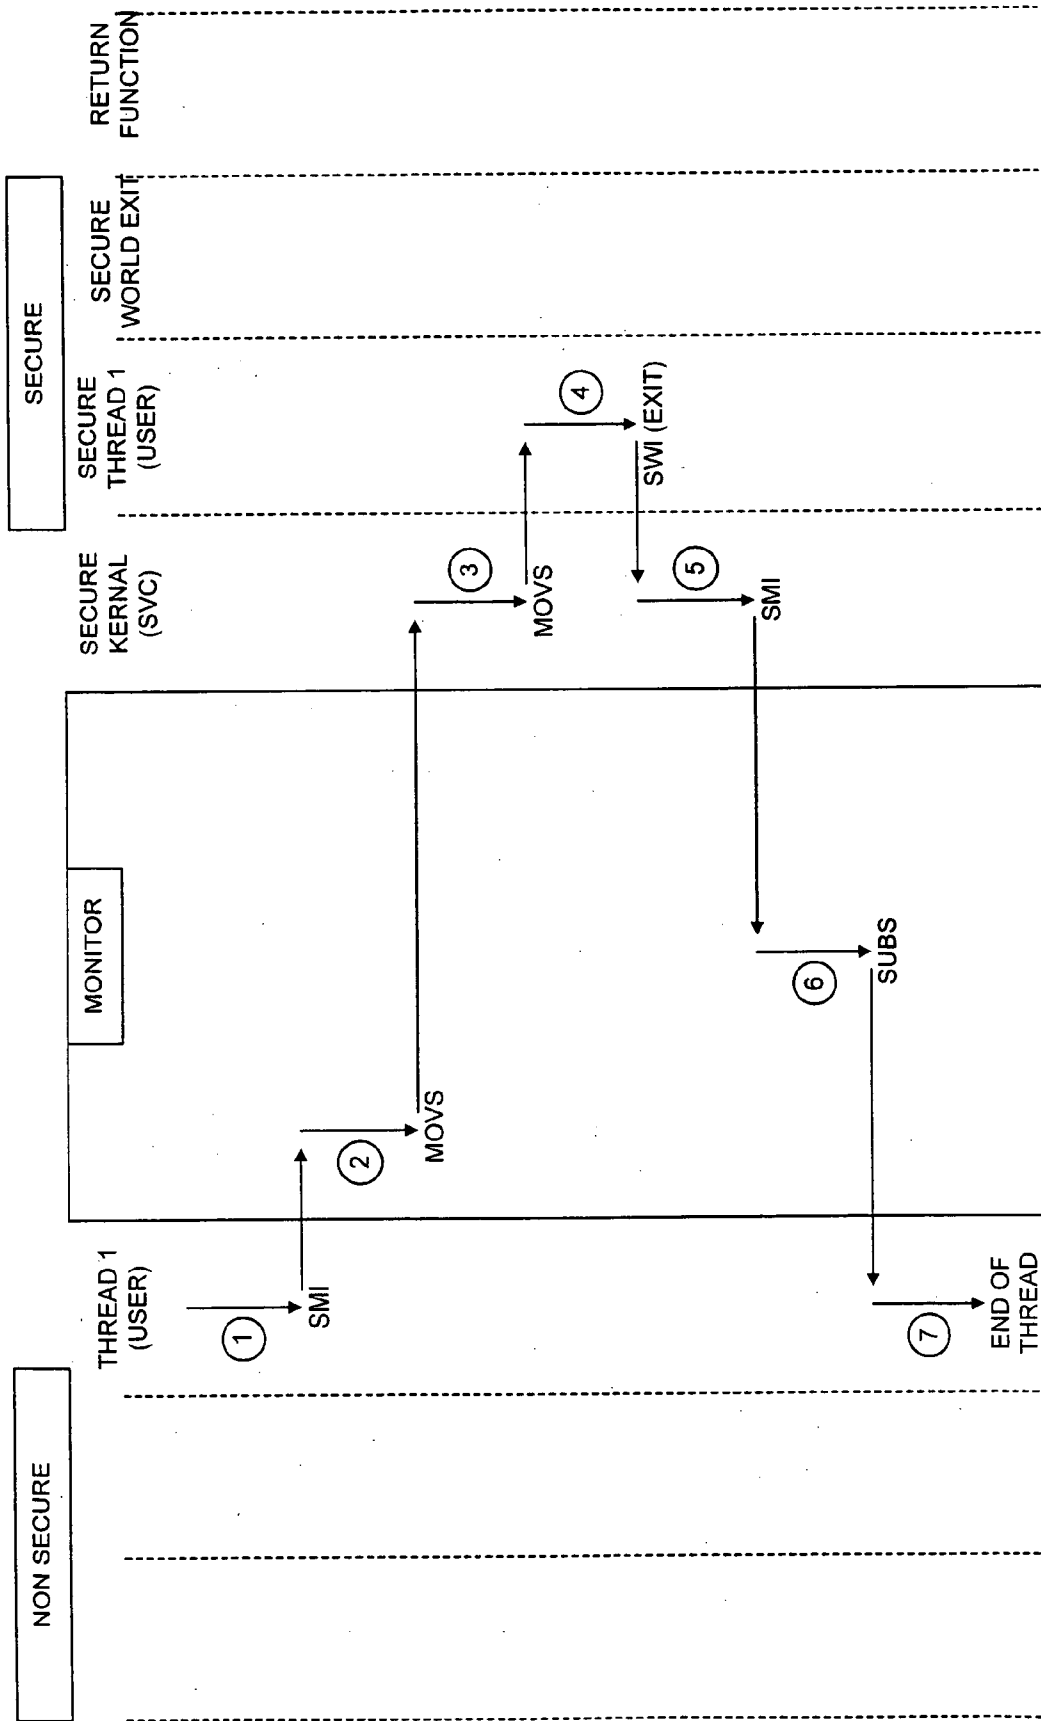 NON SECURE
MONITOR
SECURE
THREAD 1
(USER)
SECURE
KERNAL
(SVC)
SECURE
THREAD 1
(USER)
SECURE
WORLD EXIT
RETURN
FUNCTION
1
SMI
2
MOVS
3
MOVS
4
SWI (EXIT)
5
SMI
6
SUBS
7
END OF
THREAD